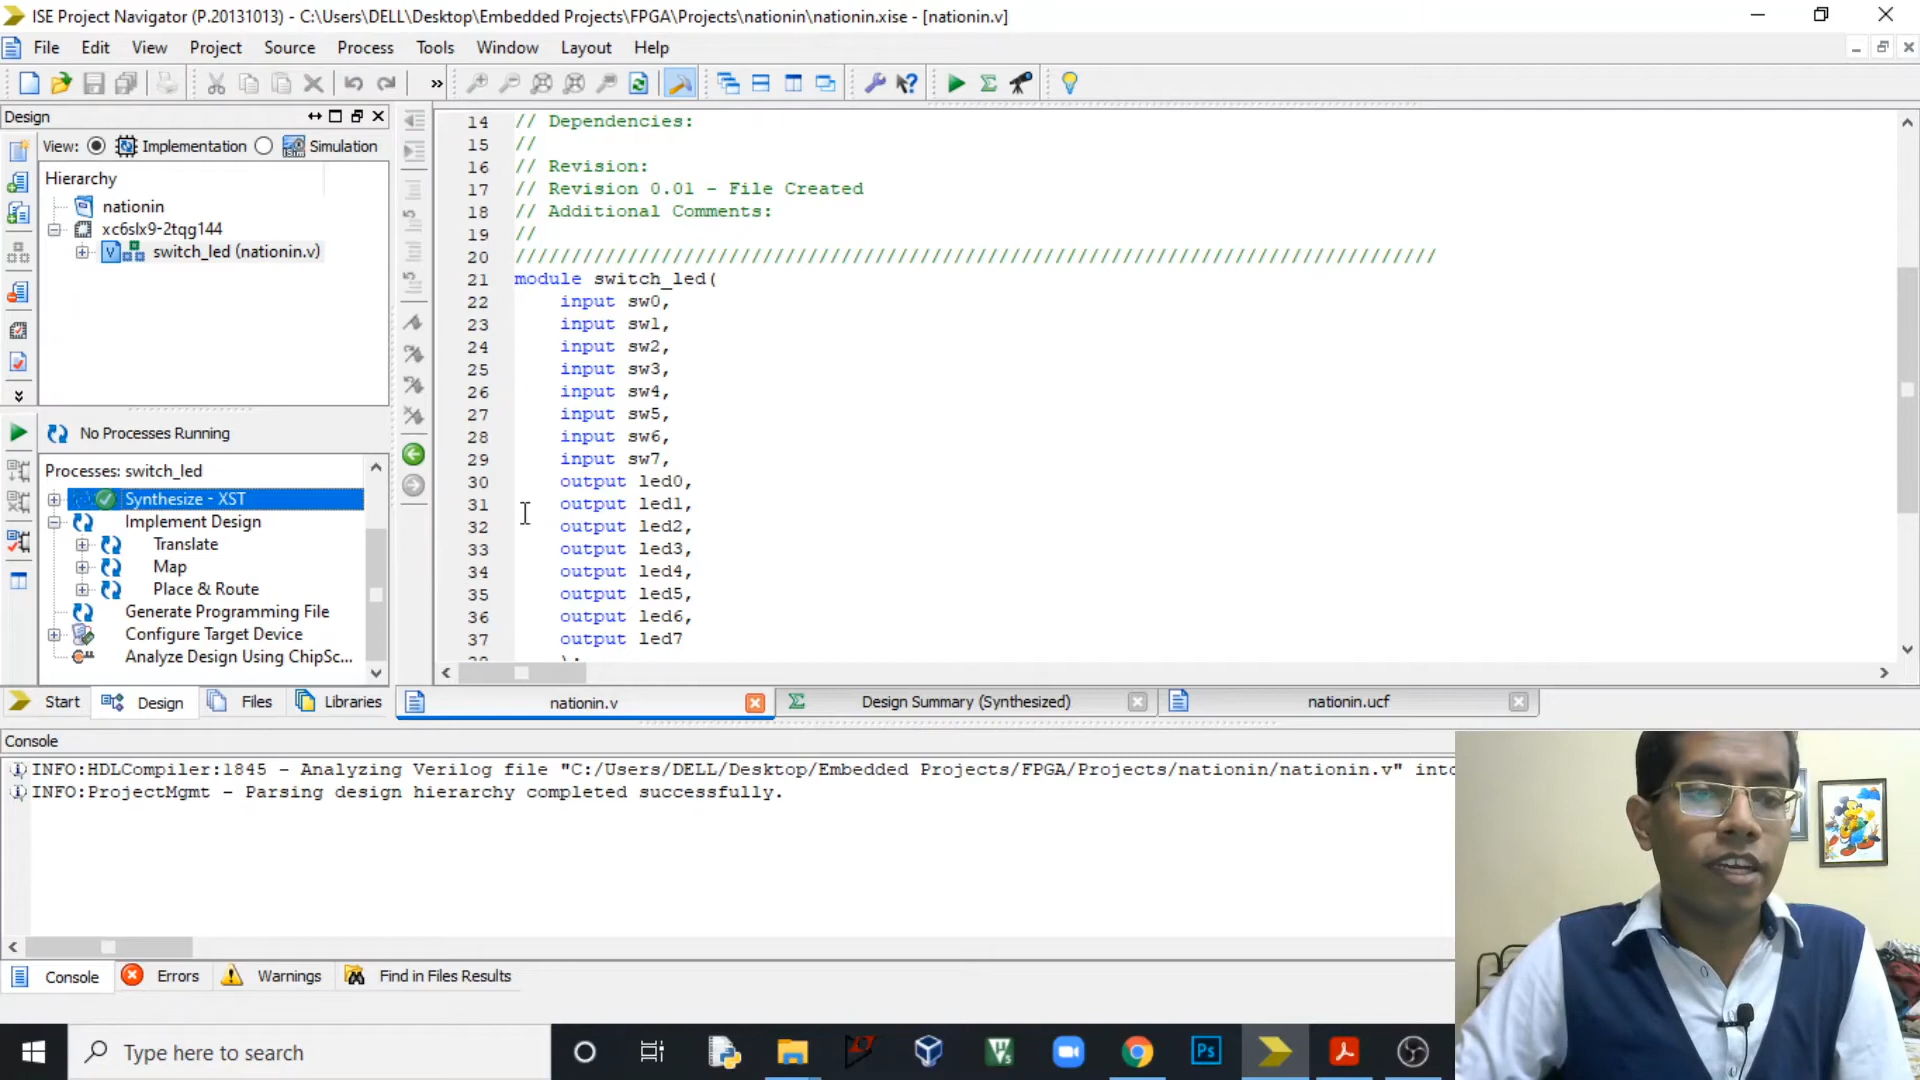 ISE Project Navigator (P.20131013) - C:\Users\DELL\Desktop\Embedded Projects\FPGA\Projects\nationin\nationin.xise - [nationin.v]
File Edit View Project Source Process Tools Window Layout Help
»
Design
View: Implementation Simulation
Hierarchy
nationin
xc6slx9-2tqg144
switch_led (nationin.v)
No Processes Running
Processes: switch_led
Synthesize - XST
Implement Design
Translate
Map
Place & Route
Generate Programming File
Configure Target Device
Analyze Design Using ChipSc...
Start Design Files Libraries
14 // Dependencies:
15 //
16 // Revision:
17 // Revision 0.01 - File Created
18 // Additional Comments:
19 //
20 //////////////////////////////////////////////////////////////////////////////////
21 module switch_led(
22 input sw0,
23 input sw1,
24 input sw2,
25 input sw3,
26 input sw4,
27 input sw5,
28 input sw6,
29 input sw7,
30 output led0,
31 output led1,
32 output led2,
33 output led3,
34 output led4,
35 output led5,
36 output led6,
37 output led7
);
nationin.v Design Summary (Synthesized) nationin.ucf
Console
INFO:HDLCompiler:1845 - Analyzing Verilog file "C:/Users/DELL/Desktop/Embedded Projects/FPGA/Projects/nationin/nationin.v" into
INFO:ProjectMgmt - Parsing design hierarchy completed successfully.
Console Errors Warnings Find in Files Results
Type here to search
Ps